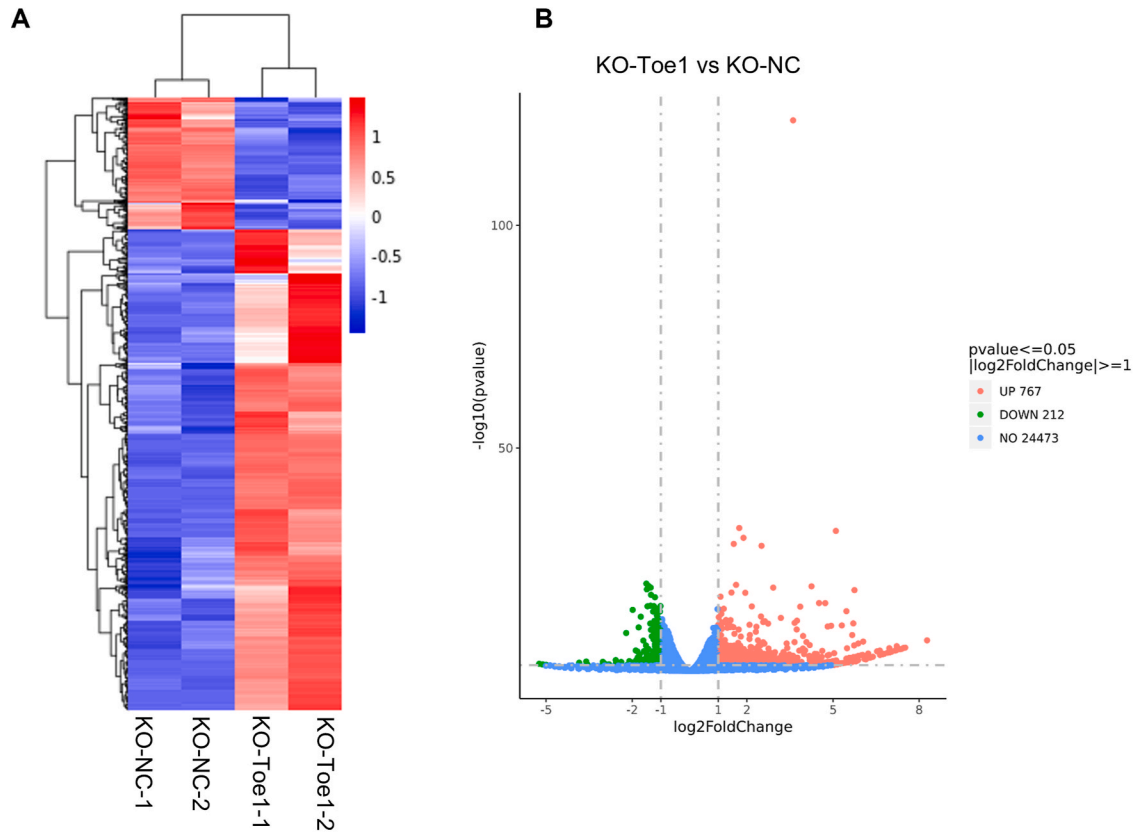 A
1
0.5
0
-0.5
-1
KO-NC-1
KO-NC-2
KO-Toe1-1
KO-Toe1-2
B
KO-Toe1 vs KO-NC
100
50
-log10(pvalue)
-5 -2 -1 1 2 5 8
log2FoldChange
pvalue<=0.05
|log2FoldChange|>=1
UP 767
DOWN 212
NO 24473